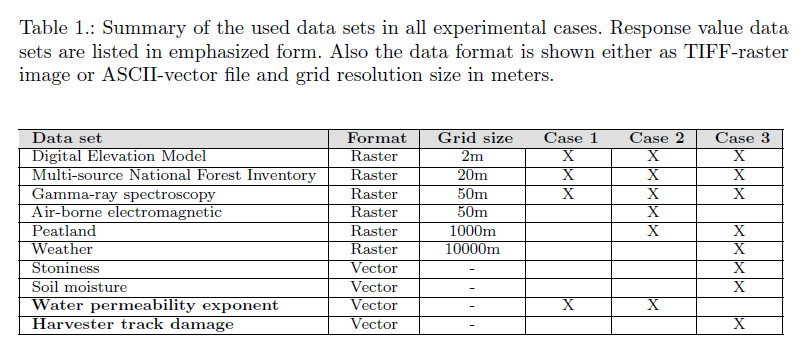 Table 1.: Summary of the used data sets in all experimental cases. Response value data
sets are listed in emphasized form. Also the data format is shown either as TIFF-raster
image or ASCII-vector file and grid resolution size in meters.
Data set Format Grid size Case 1 Case 2 Case 3
Digital Elevation Model Raster 2m X X X
Multi-source National Forest Inventory Raster 20m X X X
Gamma-ray spectroscopy Raster 50m X X X
Air-borne electromagnetic Raster 50m X
Peatland Raster 1000m X X
Weather Raster 10000m X
Stoniness Vector - X
Soil moisture Vector - X
Water permeability exponent Vector - X X
Harvester track damage Vector - X